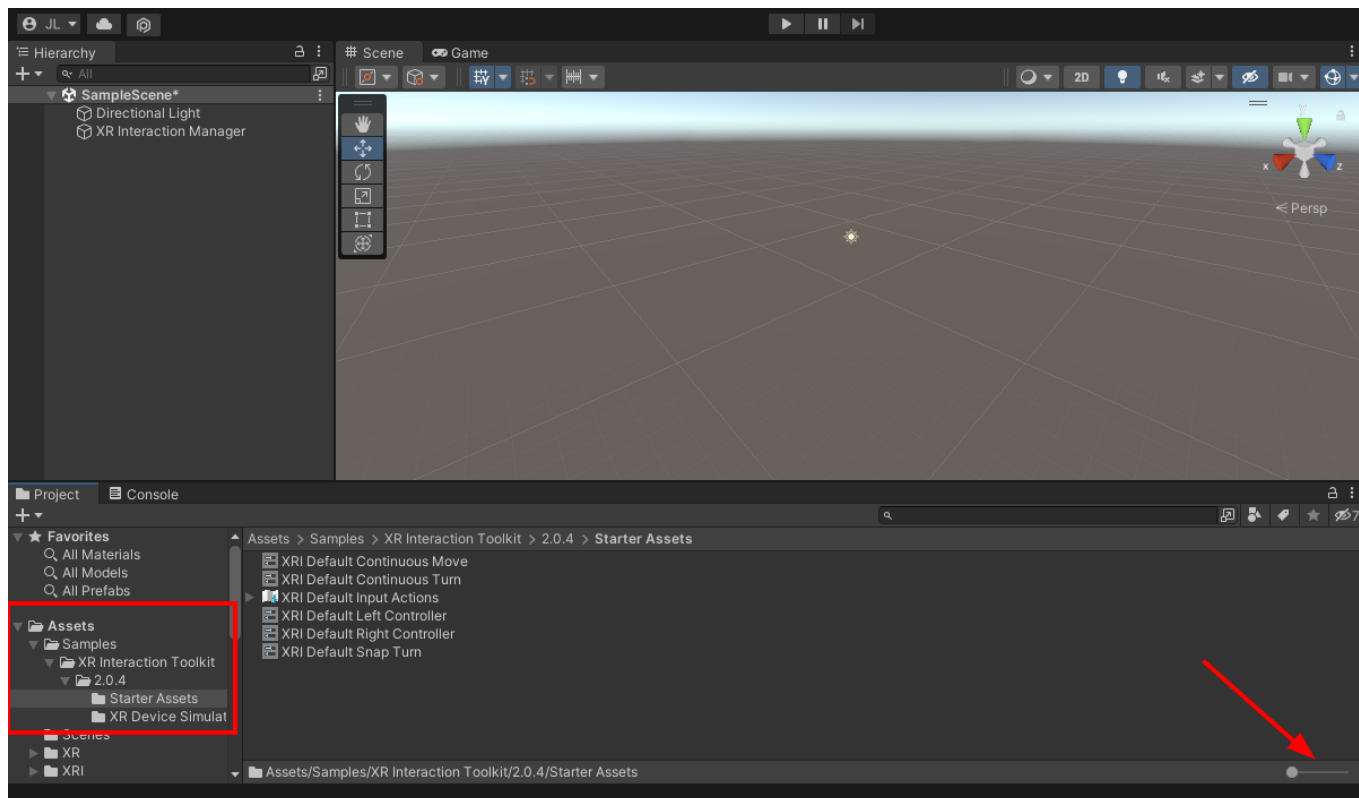 JL
Hierarchy
Scene Game
All
2D
SampleScene*
Directional Light
XR Interaction Manager
y
x z
Persp
Project Console
7
Favorites
All Materials
All Models
All Prefabs
Assets
Samples
XR Interaction Toolkit
2.0.4
Starter Assets
XR Device Simulat
Scenes
XR
XRI
Assets > Samples > XR Interaction Toolkit > 2.0.4 > Starter Assets
XRI Default Continuous Move
XRI Default Continuous Turn
XRI Default Input Actions
XRI Default Left Controller
XRI Default Right Controller
XRI Default Snap Turn
Assets/Samples/XR Interaction Toolkit/2.0.4/Starter Assets